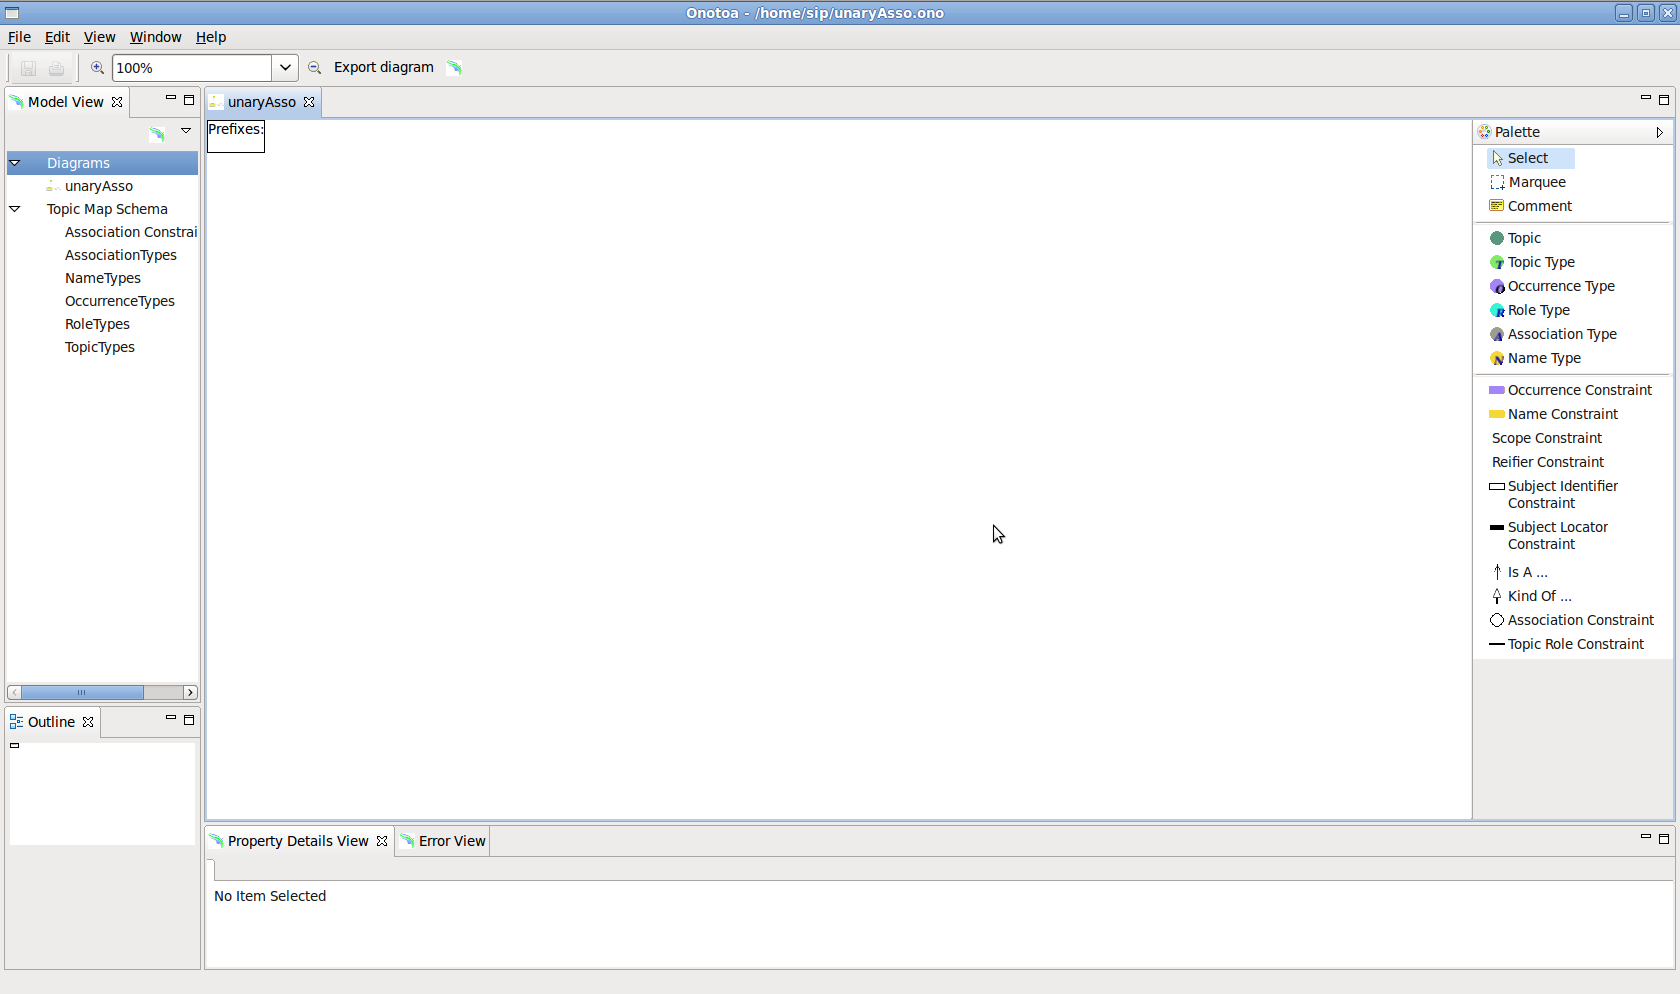 Onotoa - /home/sip/unaryAsso.ono
File Edit View Window Help
100% Export diagram
Model View
Diagrams
unaryAsso
Topic Map Schema
Association Constrai
AssociationTypes
NameTypes
OccurrenceTypes
RoleTypes
TopicTypes
Outline
unaryAsso
Prefixes:
Palette
Select
Marquee
Comment
Topic
Topic Type
Occurrence Type
Role Type
Association Type
Name Type
Occurrence Constraint
Name Constraint
Scope Constraint
Reifier Constraint
Subject Identifier
Constraint
Subject Locator
Constraint
Is A ...
Kind Of ...
Association Constraint
Topic Role Constraint
Property Details View Error View
No Item Selected